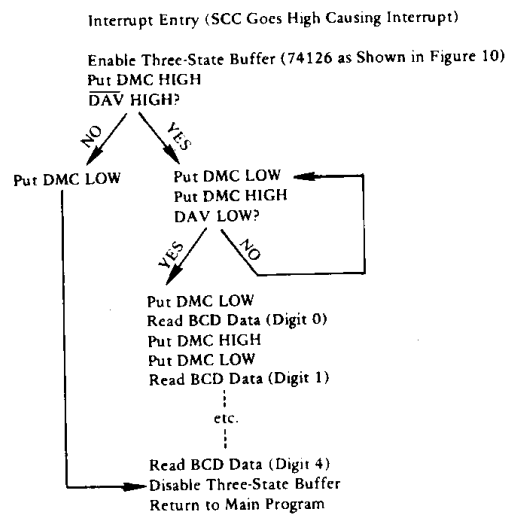 Interrupt Entry (SCC Goes High Causing Interrupt)
Enable Three-State Buffer (74126 as Shown in Figure 10)
Put DMC HIGH
D̅A̅V̅ HIGH?
NO
YES
Put DMC LOW
Put DMC LOW
Put DMC HIGH
DAV LOW?
YES
NO
Put DMC LOW
Read BCD Data (Digit 0)
Put DMC HIGH
Put DMC LOW
Read BCD Data (Digit 1)
etc.
Read BCD Data (Digit 4)
Disable Three-State Buffer
Return to Main Program